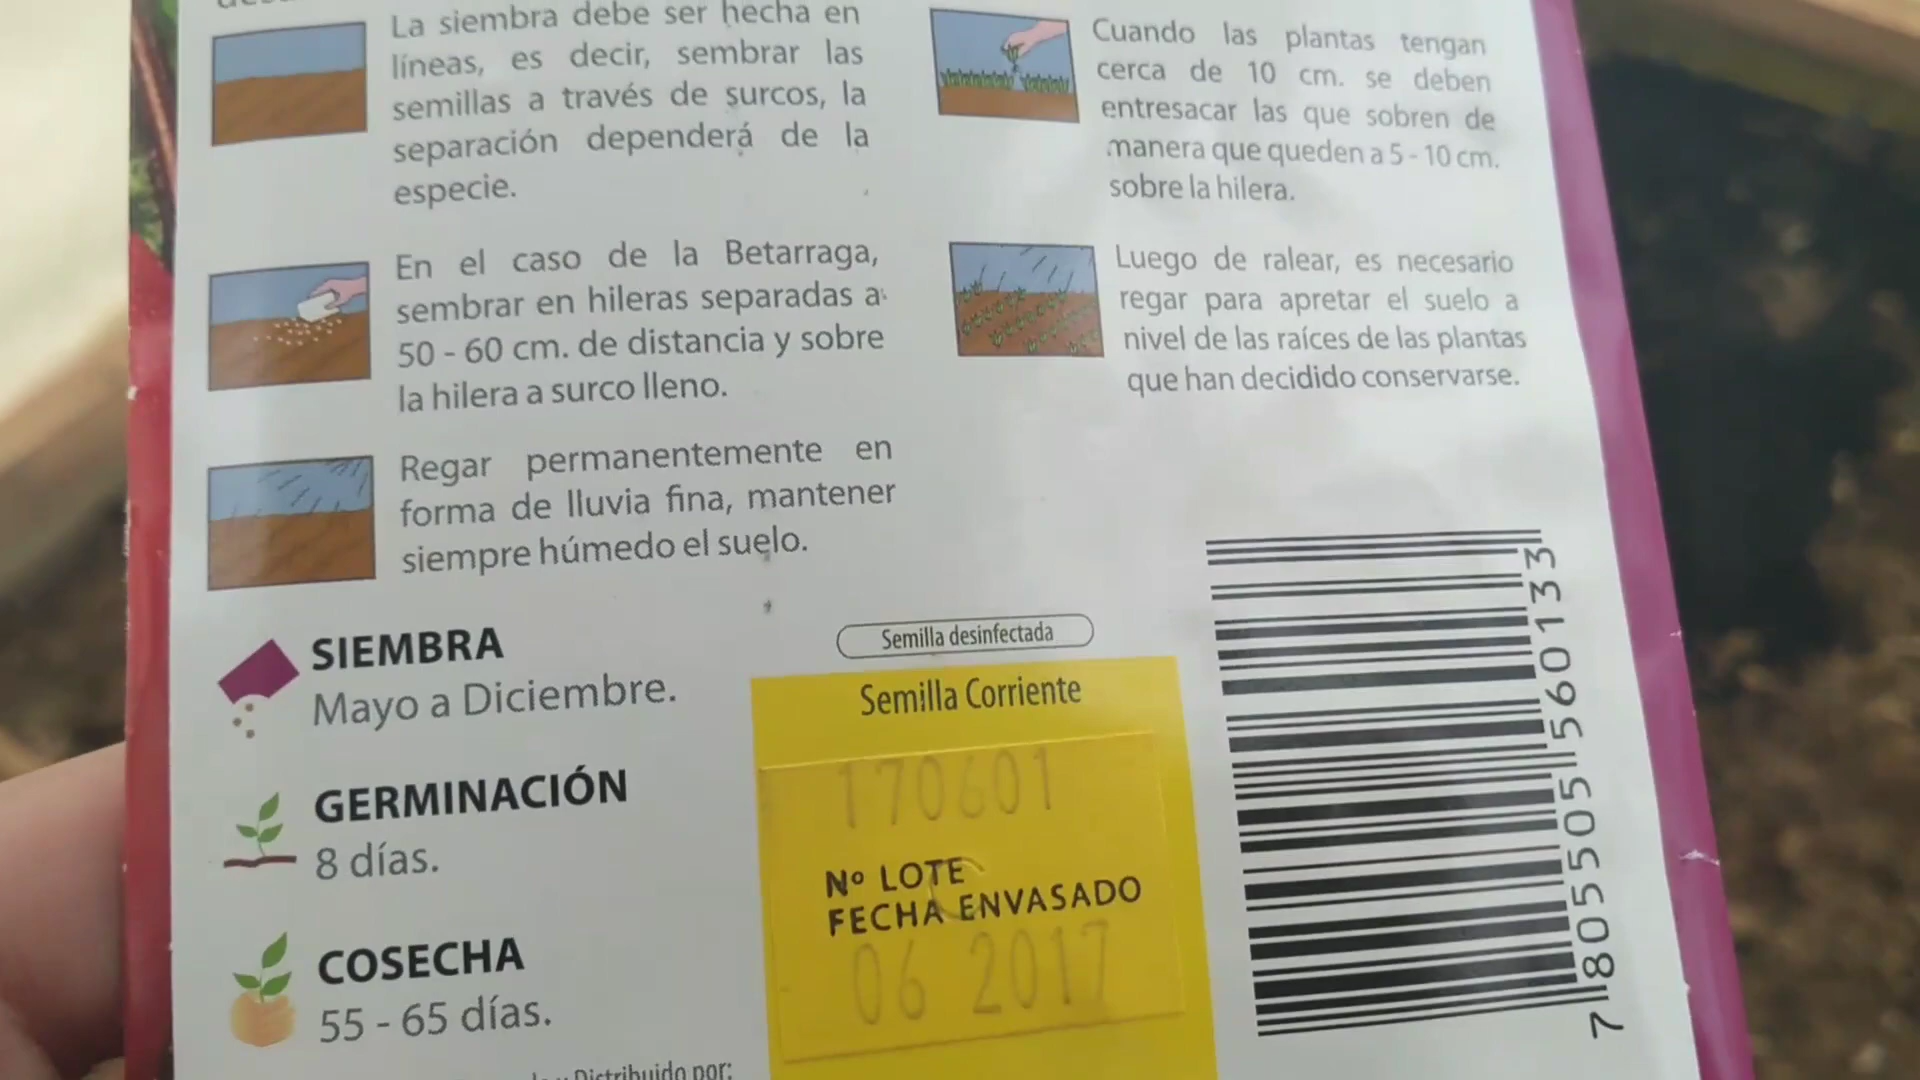 La siembra debe ser hecha en
líneas, es decir, sembrar las
semillas a través de surcos, la
separación dependerá de la
especie.
En el caso de la Betarraga,
sembrar en hileras separadas a
50 - 60 cm. de distancia y sobre
la hilera a surco lleno.
Regar permanentemente en
forma de lluvia fina, mantener
siempre húmedo el suelo.
Cuando las plantas tengan
cerca de 10 cm. se deben
entresacar las que sobren de
manera que queden a 5 - 10 cm.
sobre la hilera.
Luego de ralear, es necesario
regar para apretar el suelo a
nivel de las raíces de las plantas
que han decidido conservarse.
SIEMBRA
Mayo a Diciembre.
GERMINACIÓN
8 días.
COSECHA
55 - 65 días.
Semilla desinfectada
Semilla Corriente
170601
Nº LOTE
FECHA ENVASADO
06 2017
7 805505 560133
y Distribuido por: